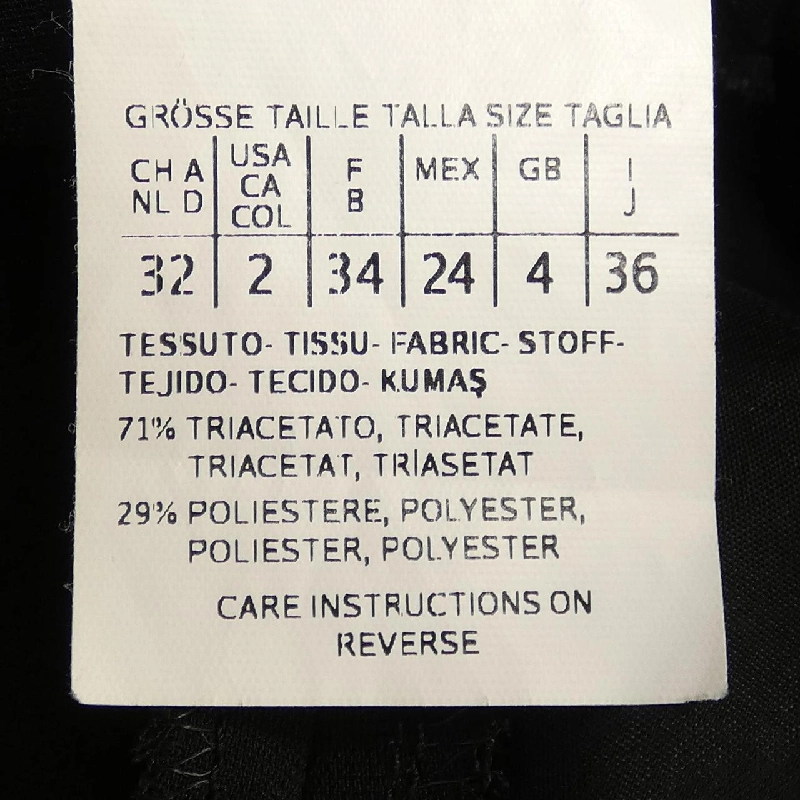 GRÖSSE TAILLE TALLA SIZE TAGLIA
CH A NL D | USA CA COL | F B | MEX | GB | I J
32 | 2 | 34 | 24 | 4 | 36
TESSUTO- TISSU- FABRIC- STOFF-
TEJIDO- TECIDO- KUMAŞ
71% TRIACETATO, TRIACETATE,
TRIACETAT, TRİASETAT
29% POLIESTERE, POLYESTER,
POLIESTER, POLYESTER
CARE INSTRUCTIONS ON
REVERSE